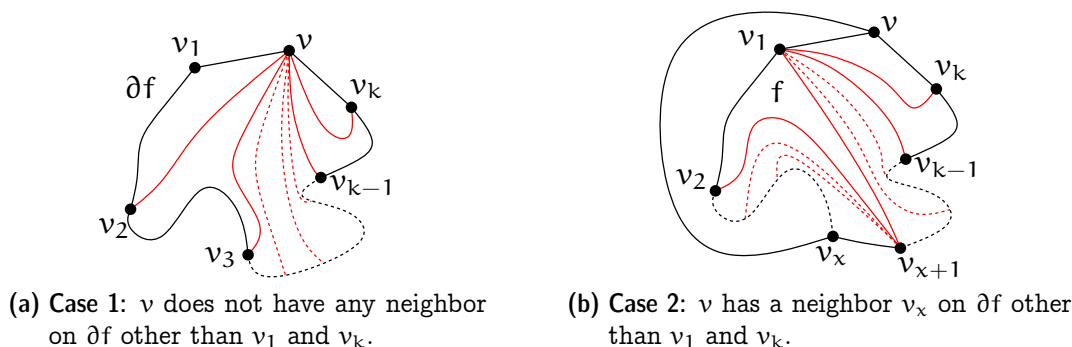 v₁ v
∂f
vₖ
v₂
vₖ₋₁
v₃
v
v₁
f
vₖ
v₂
vₖ₋₁
vₓ
vₓ₊₁
(a) Case 1: v does not have any neighbor
on ∂f other than v₁ and vₖ.
(b) Case 2: v has a neighbor vₓ on ∂f other
than v₁ and vₖ.